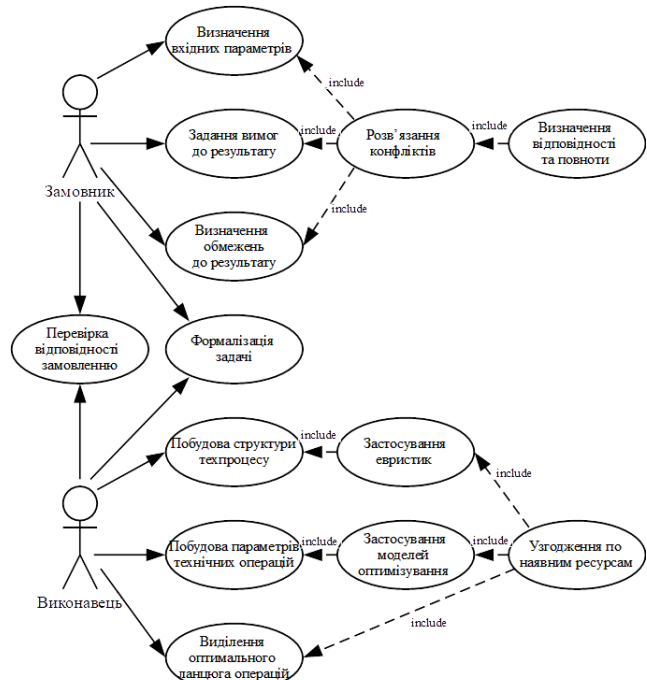 Визначення
вхідних параметрів
include
Задання вимог
до результату
include
Розв’язання
конфліктів
include
Визначення
відповідності
та повноти
Замовник
include
Визначення
обмежень
до результату
Перевірка
відповідності
замовленню
Формалізація
задачі
Побудова структури
техпроцесу
include
Застосування
евристик
include
Побудова параметрів
технічних операцій
include
Застосування
моделей
оптимізування
include
Узгодження по
наявним ресурсам
Виконавець
include
Виділення
оптимального
ланцюга операцій